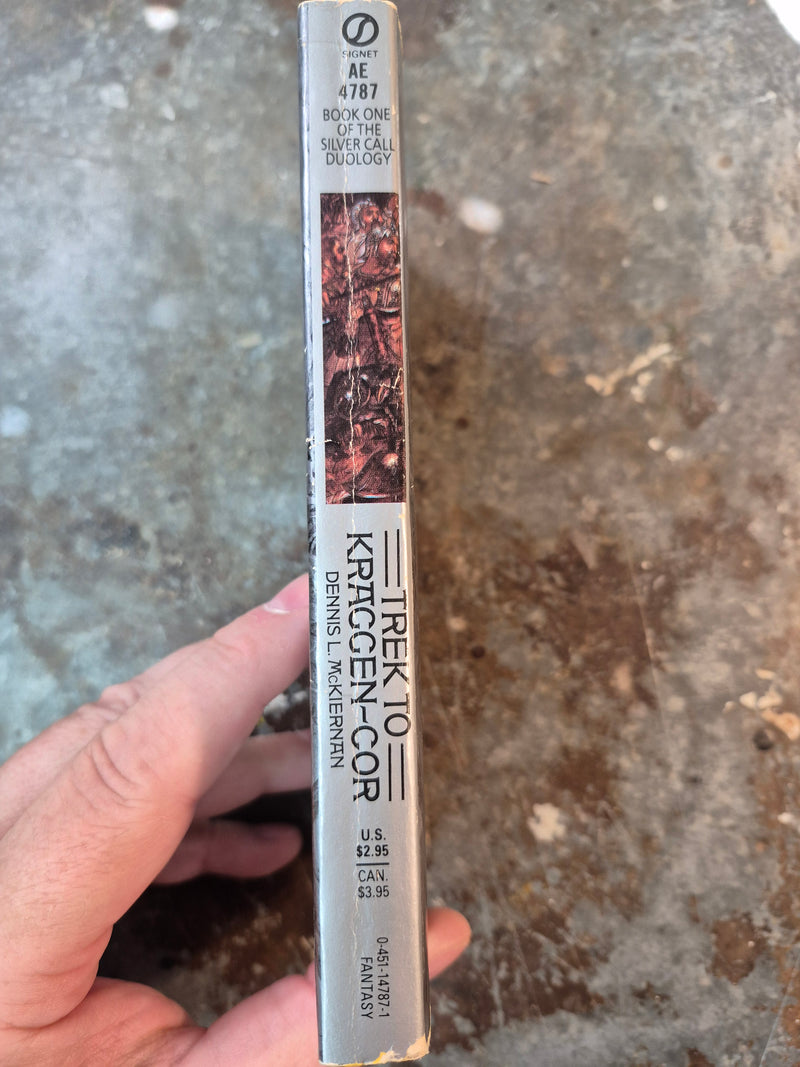 SIGNET
AE
4787
BOOK ONE
OF THE
SILVER CALL
DUOLOGY
TREK TO
KRAGGEN-COR
DENNIS L. McKIERNAN
U.S.
$2.95
CAN.
$3.95
0-451-14787-1
FANTASY